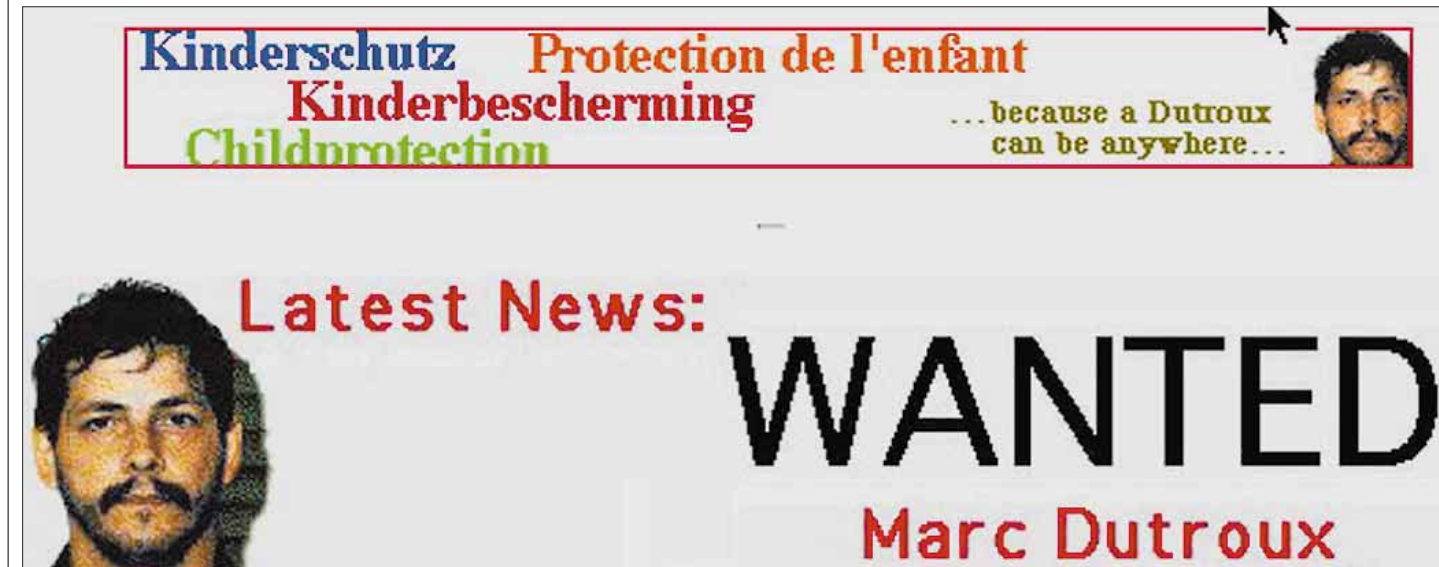 Kinderschutz
Protection de l'enfant
Kinderbescherming
Childprotection
...because a Dutroux
can be anywhere...
Latest News:
WANTED
Marc Dutroux